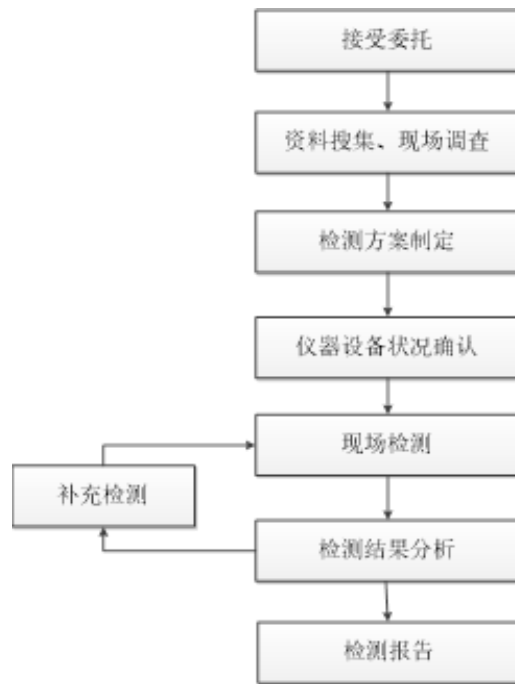 接受委托
资料搜集、现场调查
检测方案制定
仪器设备状况确认
现场检测
补充检测
检测结果分析
检测报告